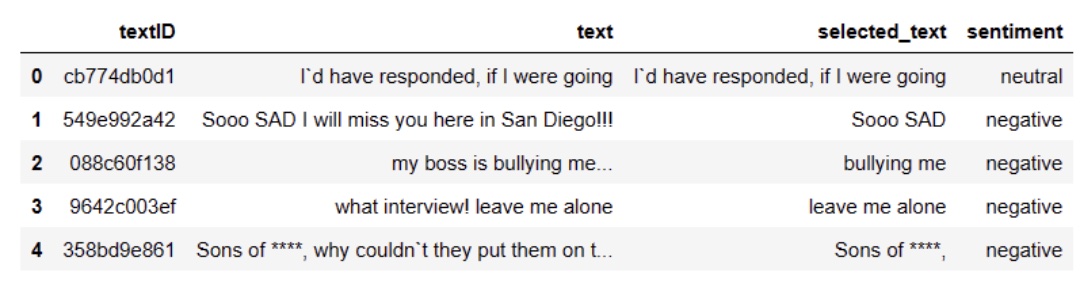 textID text selected_text sentiment
0 cb774db0d1 I`d have responded, if I were going I`d have responded, if I were going neutral
1 549e992a42 Sooo SAD I will miss you here in San Diego!!! Sooo SAD negative
2 088c60f138 my boss is bullying me... bullying me negative
3 9642c003ef what interview! leave me alone leave me alone negative
4 358bd9e861 Sons of ****, why couldn`t they put them on t... Sons of ****, negative